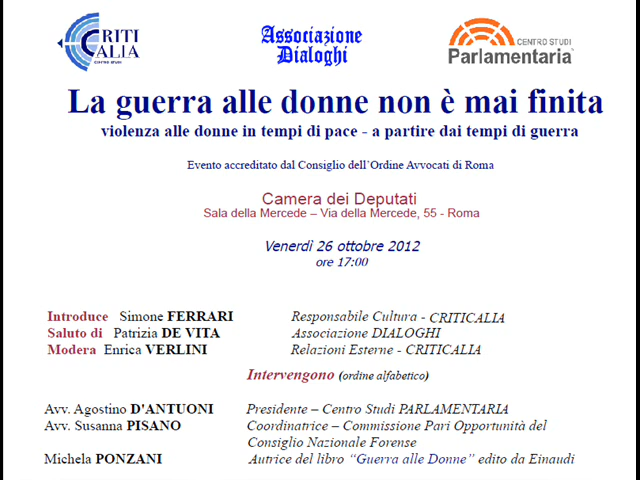 CRITI
CALIA
centro studi
Associazione
Dialoghi
CENTRO STUDI
Parlamentaria
La guerra alle donne non è mai finita
violenza alle donne in tempi di pace - a partire dai tempi di guerra
Evento accreditato dal Consiglio dell'Ordine Avvocati di Roma
Camera dei Deputati
Sala della Mercede – Via della Mercede, 55 - Roma
Venerdì 26 ottobre 2012
ore 17:00
Introduce Simone FERRARI Responsabile Cultura - CRITICALIA
Saluto di Patrizia DE VITA Associazione DIALOGHI
Modera Enrica VERLINI Relazioni Esterne - CRITICALIA
Intervengono (ordine alfabetico)
Avv. Agostino D'ANTUONI Presidente – Centro Studi PARLAMENTARIA
Avv. Susanna PISANO Coordinatrice – Commissione Pari Opportunità del
Consiglio Nazionale Forense
Michela PONZANI Autrice del libro "Guerra alle Donne" edito da Einaudi